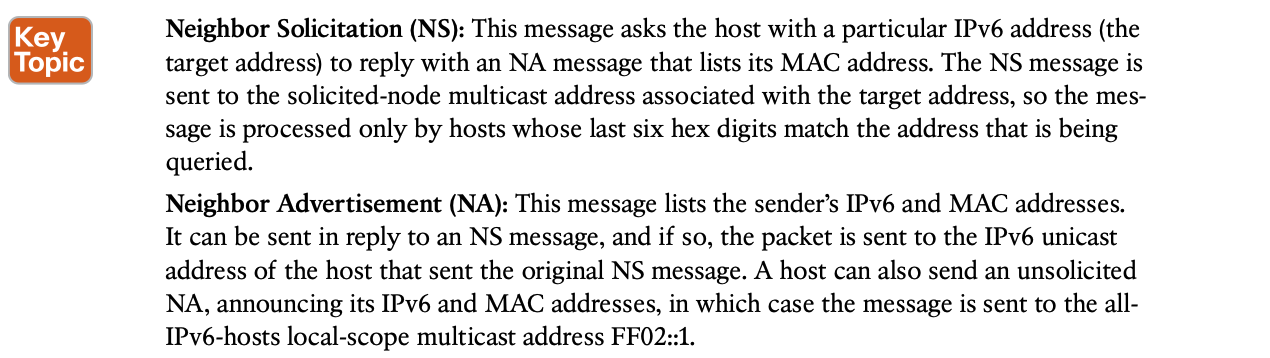 Key
Topic
Neighbor Solicitation (NS): This message asks the host with a particular IPv6 address (the
target address) to reply with an NA message that lists its MAC address. The NS message is
sent to the solicited-node multicast address associated with the target address, so the mes-
sage is processed only by hosts whose last six hex digits match the address that is being
queried.
Neighbor Advertisement (NA): This message lists the sender’s IPv6 and MAC addresses.
It can be sent in reply to an NS message, and if so, the packet is sent to the IPv6 unicast
address of the host that sent the original NS message. A host can also send an unsolicited
NA, announcing its IPv6 and MAC addresses, in which case the message is sent to the all-
IPv6-hosts local-scope multicast address FF02::1.